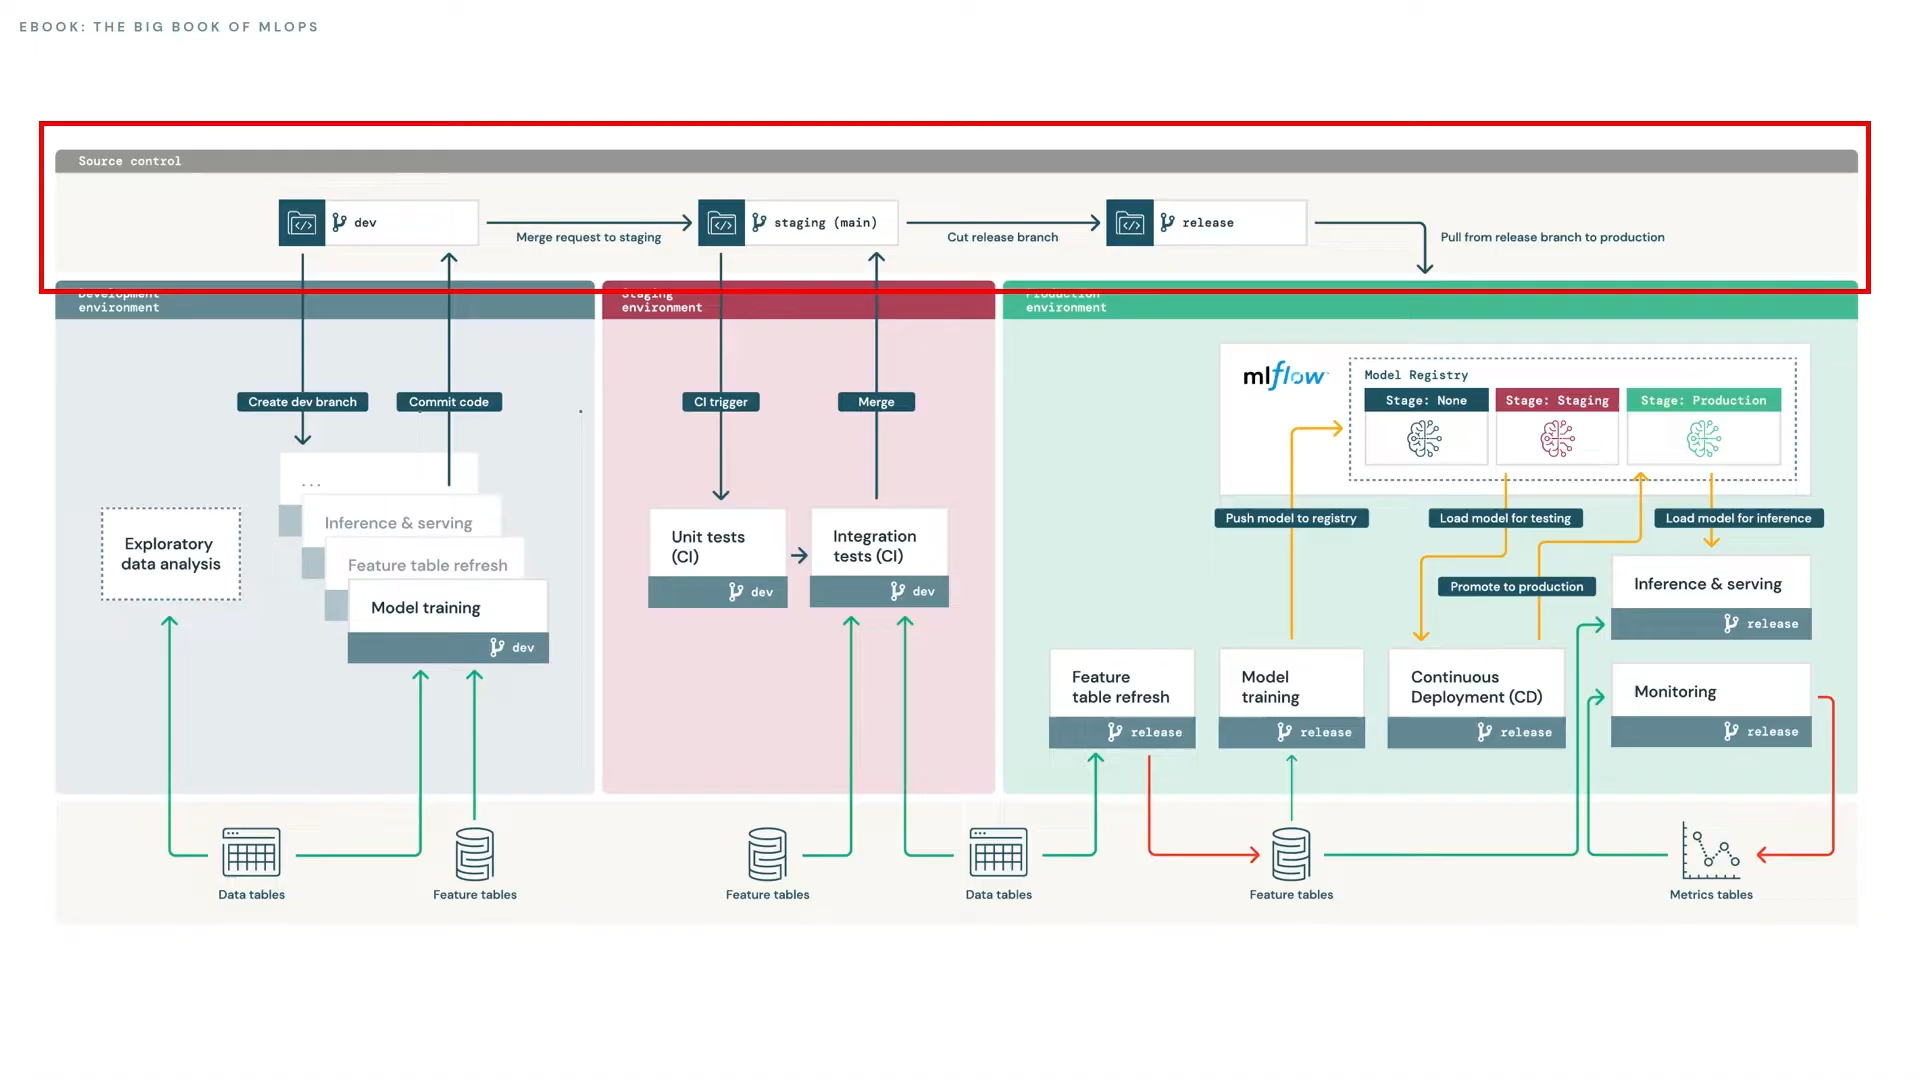 EBOOK: THE BIG BOOK OF MLOPS
Source control
dev
Merge request to staging
staging (main)
Cut release branch
release
Pull from release branch to production
Development
environment
Staging
environment
Production
environment
Create dev branch
Commit code
CI trigger
Merge
mlflow
Model Registry
Stage: None
Stage: Staging
Stage: Production
...
Inference & serving
Feature table refresh
Model training
dev
Exploratory
data analysis
Unit tests
(CI)
dev
Integration
tests (CI)
dev
Push model to registry
Load model for testing
Load model for inference
Promote to production
Inference & serving
release
Feature
table refresh
release
Model
training
release
Continuous
Deployment (CD)
release
Monitoring
release
Data tables
Feature tables
Feature tables
Data tables
Feature tables
Metrics tables